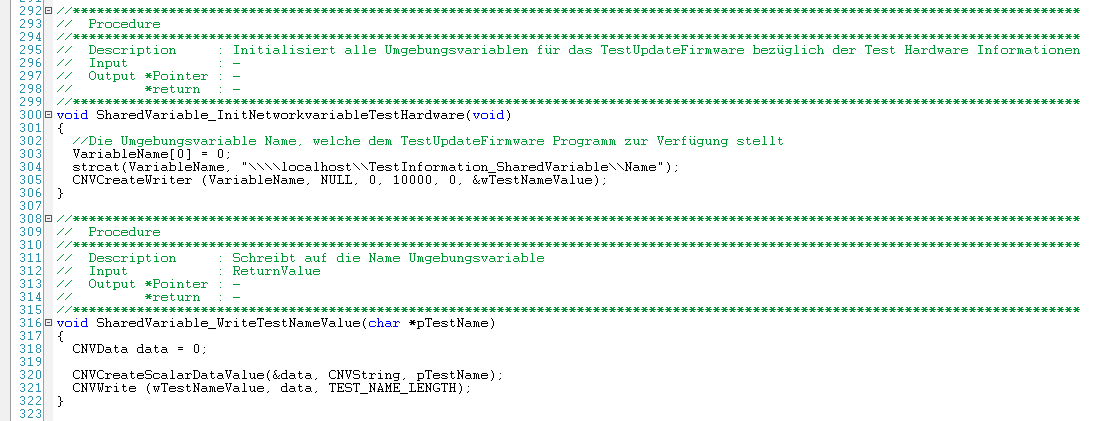 292 //****************************************************************************************************************************
293 //  Procedure
294 //****************************************************************************************************************************
295 //  Description     : Initialisiert alle Umgebungsvariablen für das TestUpdateFirmware bezüglich der Test Hardware Informationen
296 //  Input           : -
297 //  Output *Pointer : -
298 //         *return  : -
299 //****************************************************************************************************************************
300 void SharedVariable_InitNetworkvariableTestHardware(void)
301 {
302   //Die Umgebungsvariable Name, welche dem TestUpdateFirmware Programm zur Verfügung stellt
303   VariableName[0] = 0;
304   strcat(VariableName, "\\\\localhost\\TestInformation_SharedVariable\\Name");
305   CNVCreateWriter (VariableName, NULL, 0, 10000, 0, &wTestNameValue);
306 }
307
308 //****************************************************************************************************************************
309 //  Procedure
310 //****************************************************************************************************************************
311 //  Description     : Schreibt auf die Name Umgebungsvariable
312 //  Input           : ReturnValue
313 //  Output *Pointer : -
314 //         *return  : -
315 //****************************************************************************************************************************
316 void SharedVariable_WriteTestNameValue(char *pTestName)
317 {
318   CNVData data = 0;
319
320   CNVCreateScalarDataValue(&data, CNVString, pTestName);
321   CNVWrite (wTestNameValue, data, TEST_NAME_LENGTH);
322 }
323